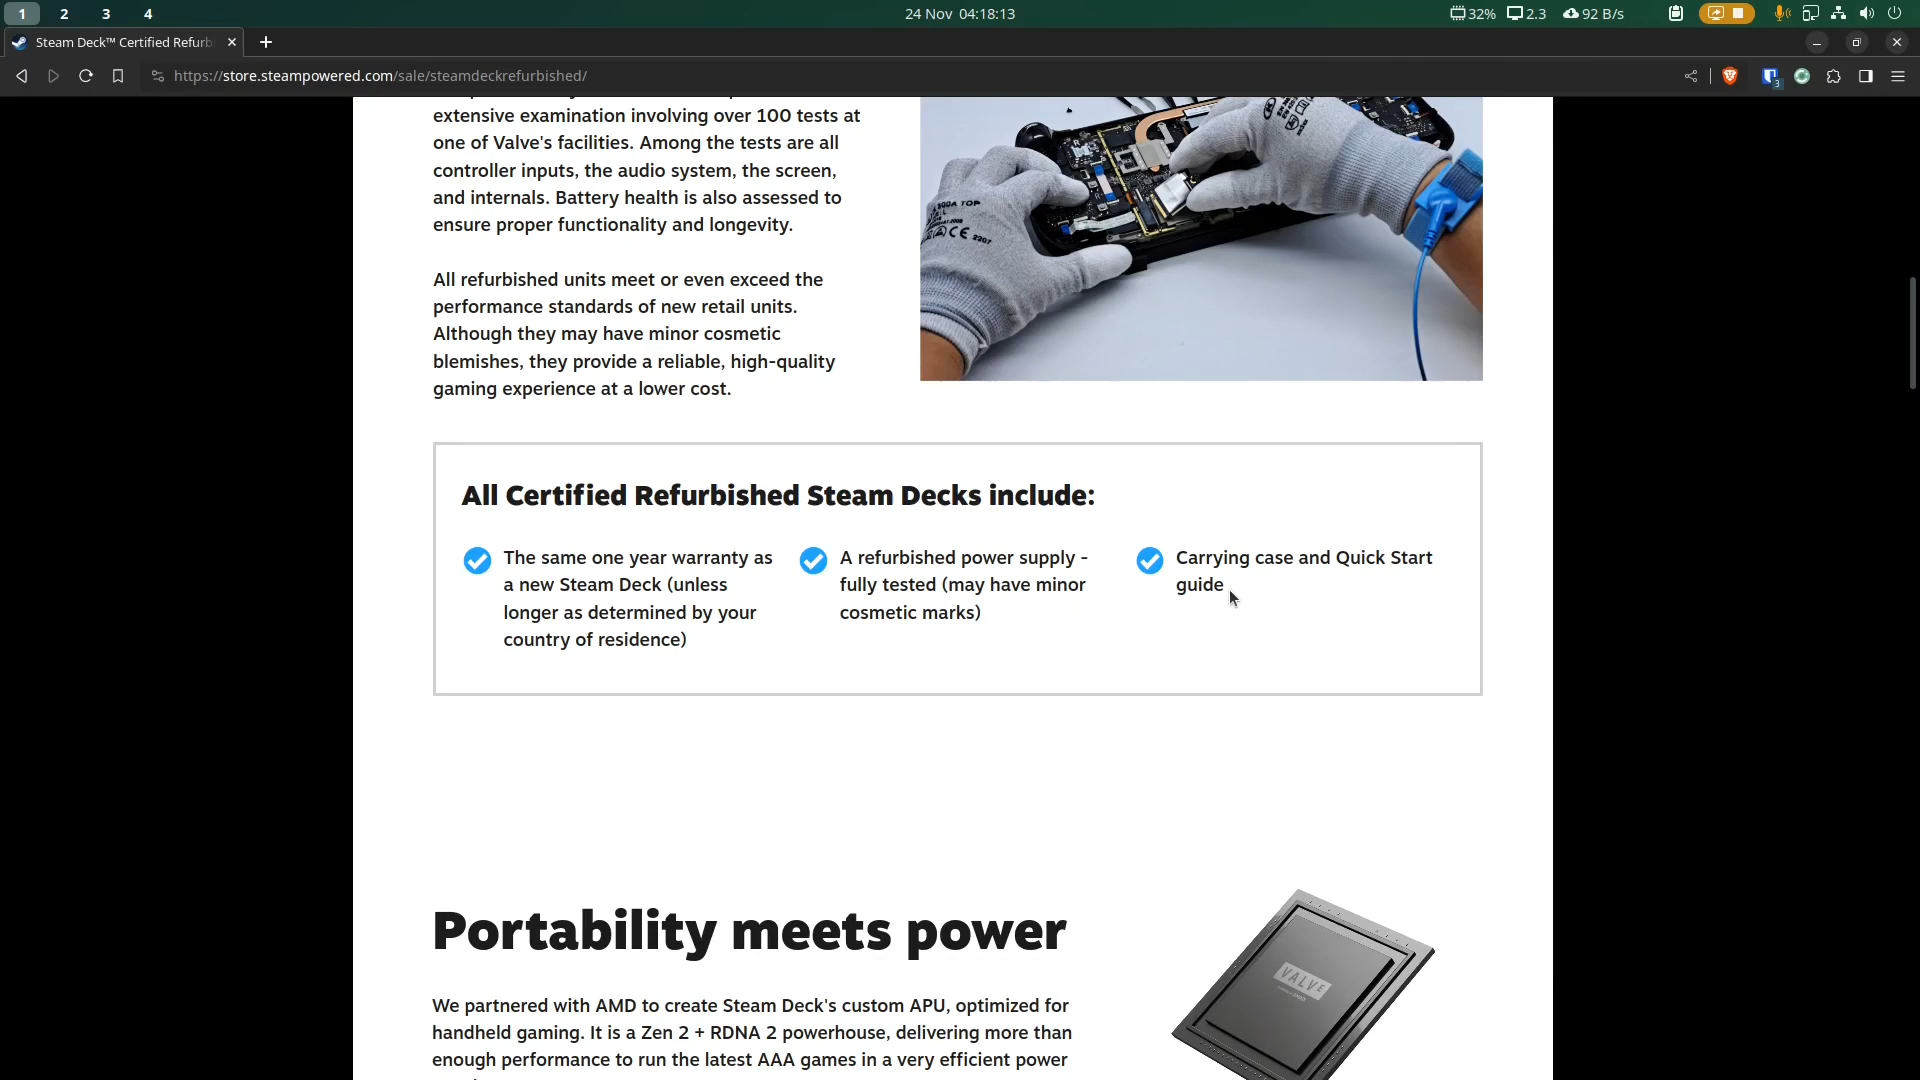 1 2 3 4
24 Nov 04:18:13
32% 2.3 92 B/s
Steam Deck™ Certified Refurb
https://store.steampowered.com/sale/steamdeckrefurbished/
3
extensive examination involving over 100 tests at
one of Valve's facilities. Among the tests are all
controller inputs, the audio system, the screen,
and internals. Battery health is also assessed to
ensure proper functionality and longevity.
All refurbished units meet or even exceed the
performance standards of new retail units.
Although they may have minor cosmetic
blemishes, they provide a reliable, high-quality
gaming experience at a lower cost.
All Certified Refurbished Steam Decks include:
The same one year warranty as
a new Steam Deck (unless
longer as determined by your
country of residence)
A refurbished power supply -
fully tested (may have minor
cosmetic marks)
Carrying case and Quick Start
guide
Portability meets power
We partnered with AMD to create Steam Deck's custom APU, optimized for
handheld gaming. It is a Zen 2 + RDNA 2 powerhouse, delivering more than
enough performance to run the latest AAA games in a very efficient power
VALVE